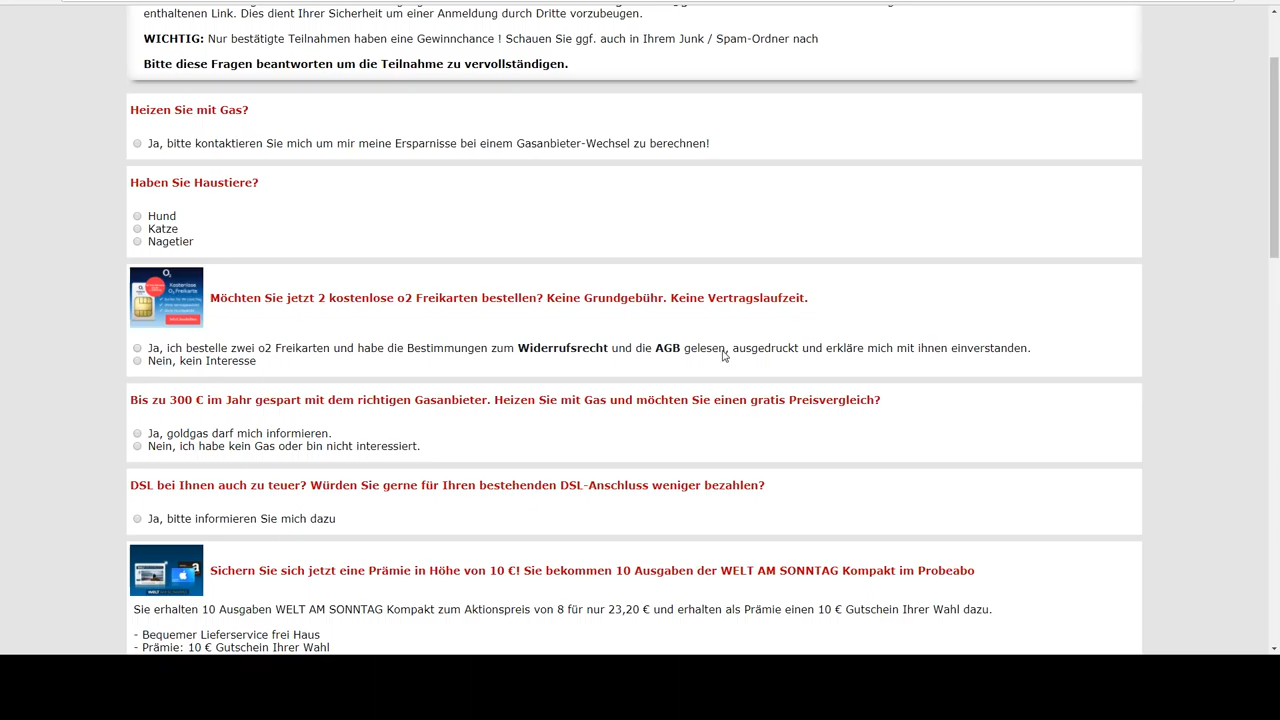 enthaltenen Link. Dies dient Ihrer Sicherheit um einer Anmeldung durch Dritte vorzubeugen.
WICHTIG: Nur bestätigte Teilnahmen haben eine Gewinnchance ! Schauen Sie ggf. auch in Ihrem Junk / Spam-Ordner nach
Bitte diese Fragen beantworten um die Teilnahme zu vervollständigen.
Heizen Sie mit Gas?
Ja, bitte kontaktieren Sie mich um mir meine Ersparnisse bei einem Gasanbieter-Wechsel zu berechnen!
Haben Sie Haustiere?
Hund
Katze
Nagetier
O₂
Kostenlose
O₂ Freikarte
Möchten Sie jetzt 2 kostenlose o2 Freikarten bestellen? Keine Grundgebühr. Keine Vertragslaufzeit.
Ja, ich bestelle zwei o2 Freikarten und habe die Bestimmungen zum Widerrufsrecht und die AGB gelesen, ausgedruckt und erkläre mich mit ihnen einverstanden.
Nein, kein Interesse
Bis zu 300 € im Jahr gespart mit dem richtigen Gasanbieter. Heizen Sie mit Gas und möchten Sie einen gratis Preisvergleich?
Ja, goldgas darf mich informieren.
Nein, ich habe kein Gas oder bin nicht interessiert.
DSL bei Ihnen auch zu teuer? Würden Sie gerne für Ihren bestehenden DSL-Anschluss weniger bezahlen?
Ja, bitte informieren Sie mich dazu
Sichern Sie sich jetzt eine Prämie in Höhe von 10 €! Sie bekommen 10 Ausgaben der WELT AM SONNTAG Kompakt im Probeabo
Sie erhalten 10 Ausgaben WELT AM SONNTAG Kompakt zum Aktionspreis von 8 für nur 23,20 € und erhalten als Prämie einen 10 € Gutschein Ihrer Wahl dazu.
- Bequemer Lieferservice frei Haus
- Prämie: 10 € Gutschein Ihrer Wahl